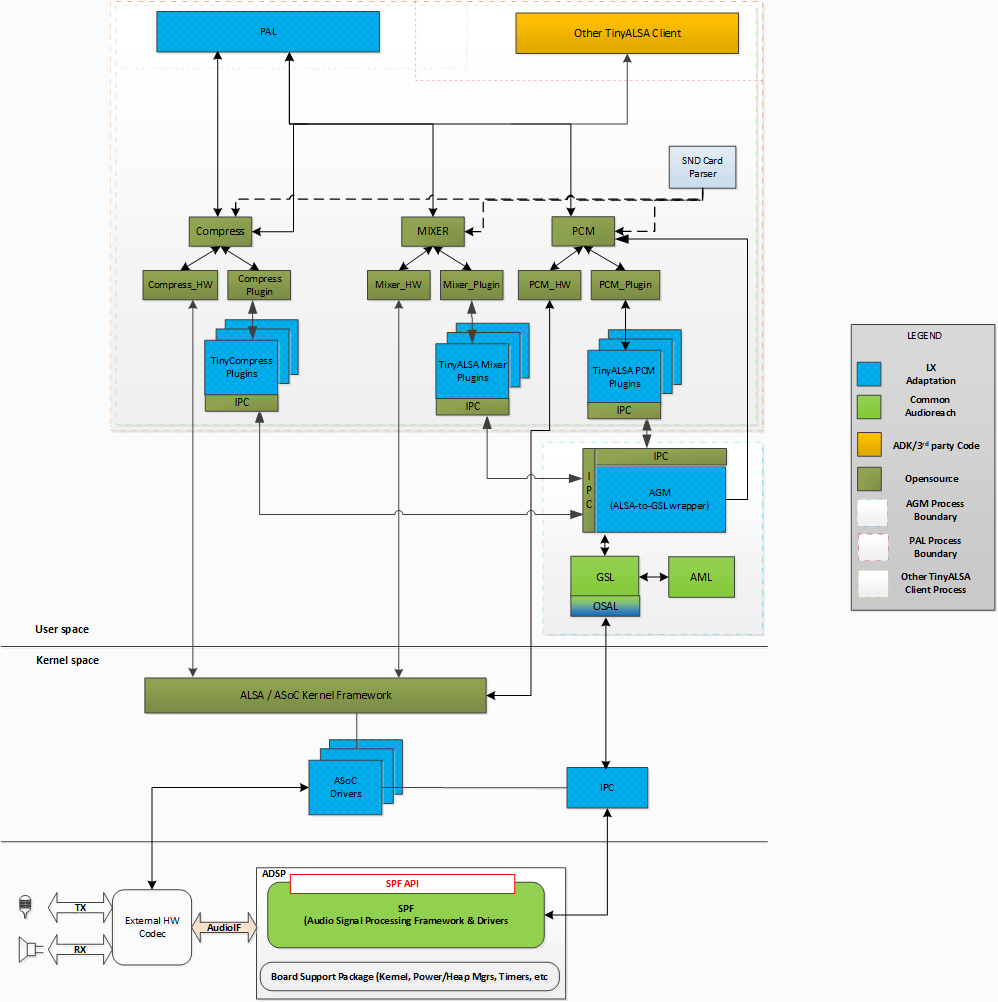 PAL
Other TinyALSA Client
SND Card
Parser
Compress
MIXER
PCM
Compress_HW
Compress
Plugin
Mixer_HW
Mixer_Plugin
PCM_HW
PCM_Plugin
TinyCompress
Plugins
IPC
TinyALSA Mixer
Plugins
IPC
TinyALSA PCM
Plugins
IPC
IPC
I
P
C
AGM
(ALSA-to-GSL wrapper)
GSL
OSAL
AML
User space
Kernel space
ALSA / ASoC Kernel Framework
ASoC
Drivers
IPC
ADSP
SPF API
SPF
(Audio Signal Processing Framework & Drivers
TX
RX
External HW
Codec
AudioIF
Board Support Package (Kernel, Power/Heap Mgrs, Timers, etc
LEGEND
LX
Adaptation
Common
Audioreach
ADK/3rd party Code
Opensource
AGM Process
Boundary
PAL Process
Boundary
Other TinyALSA
Client Process